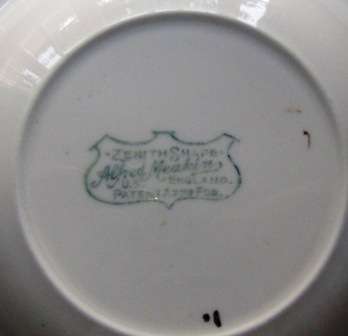 ·ZENITH SHAPE·
Alfred Meakin
ENGLAND.
PATENT APP FOR.